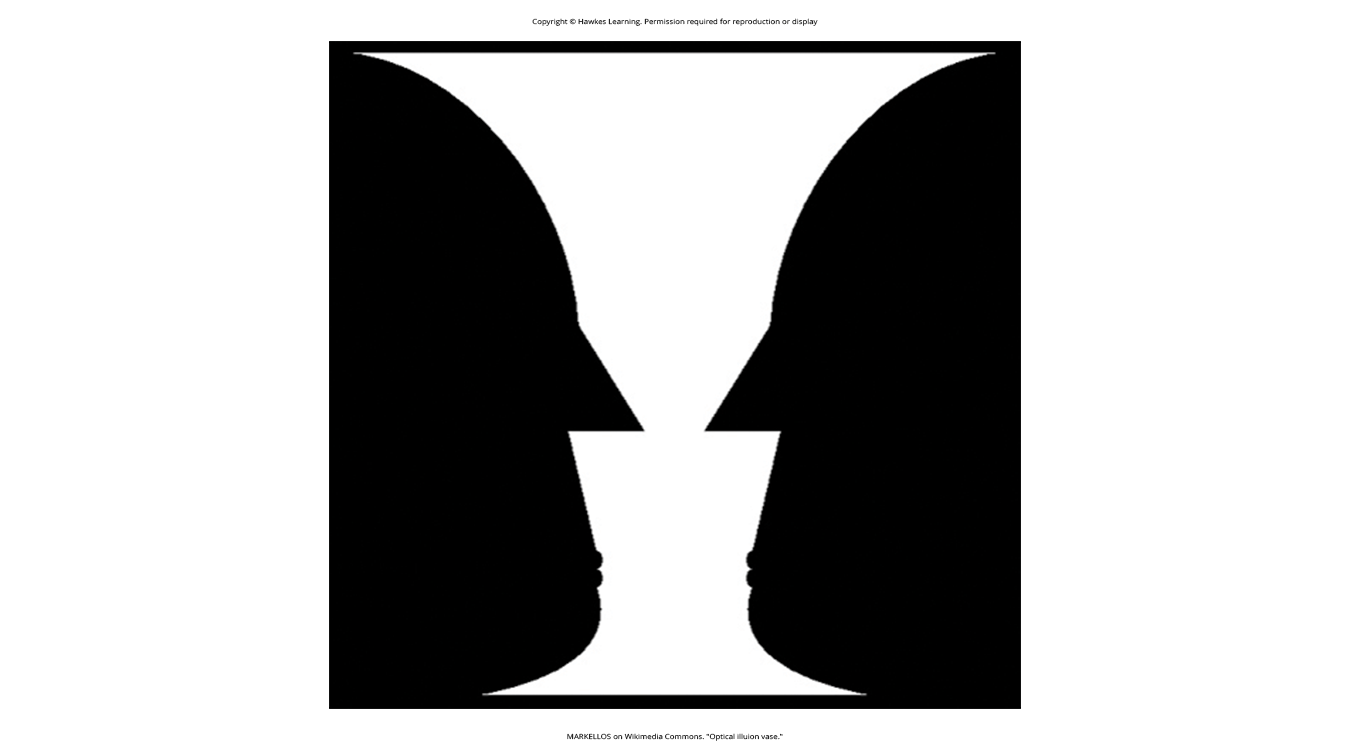 Copyright © Hawkes Learning. Permission required for reproduction or display
MARKELLOS on Wikimedia Commons. "Optical illuion vase."